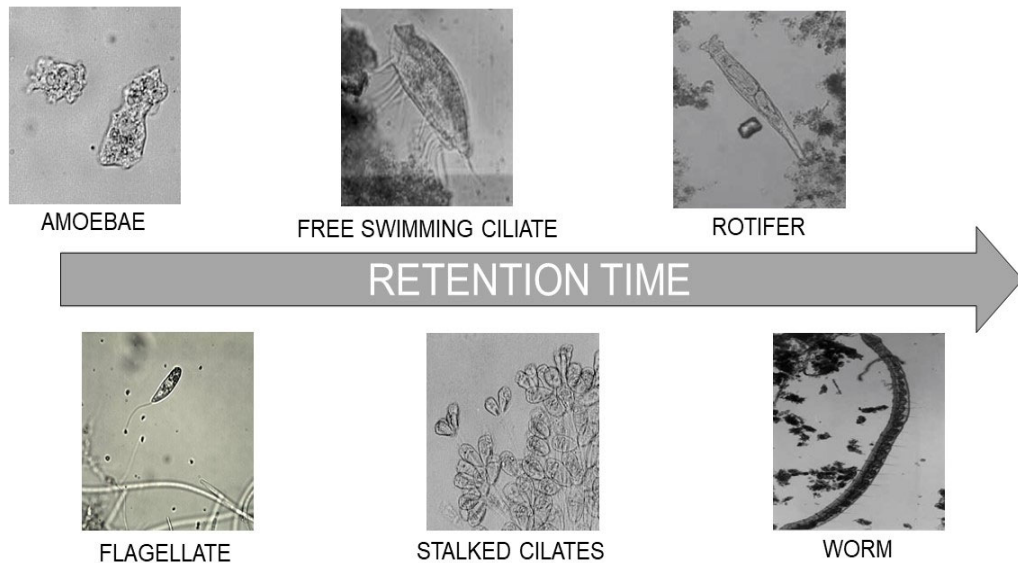 AMOEBAE
FREE SWIMMING CILIATE
ROTIFER
RETENTION TIME
FLAGELLATE
STALKED CILATES
WORM